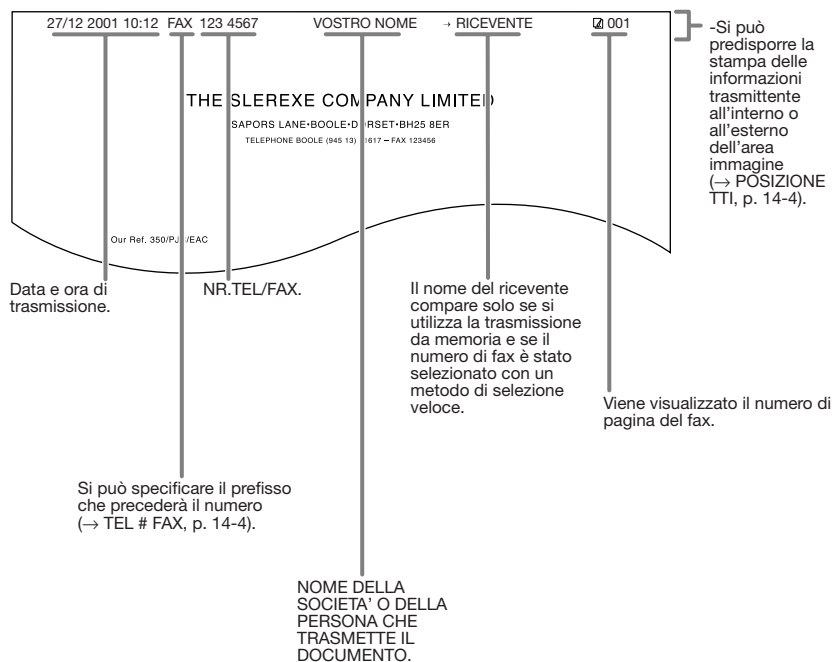 27/12 2001 10:12 FAX 123 4567 VOSTRO NOME → RICEVENTE 001
-Si può
predisporre la
stampa delle
informazioni
trasmittente
all'interno o
all'esterno
dell'area
immagine
(→ POSIZIONE
TTI, p. 14-4).
THE SLEREXE COMPANY LIMITED
SAPORS LANE•BOOLE•DORSET•BH25 8ER
TELEPHONE BOOLE (945 13) 617 – FAX 123456
Our Ref. 350/PJC/EAC
Data e ora di
trasmissione.
NR.TEL/FAX.
Il nome del ricevente
compare solo se si
utilizza la trasmissione
da memoria e se il
numero di fax è stato
selezionato con un
metodo di selezione
veloce.
Viene visualizzato il numero di
pagina del fax.
Si può specificare il prefisso
che precederà il numero
(→ TEL # FAX, p. 14-4).
NOME DELLA
SOCIETA' O DELLA
PERSONA CHE
TRASMETTE IL
DOCUMENTO.